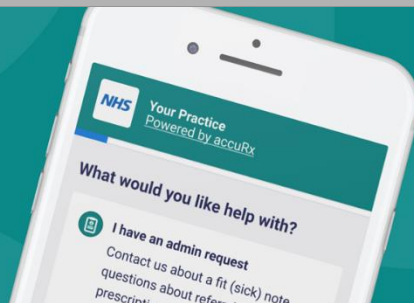 NHS
Your Practice
Powered by accuRx
What would you like help with?
I have an admin request
Contact us about a fit (sick) note
questions about